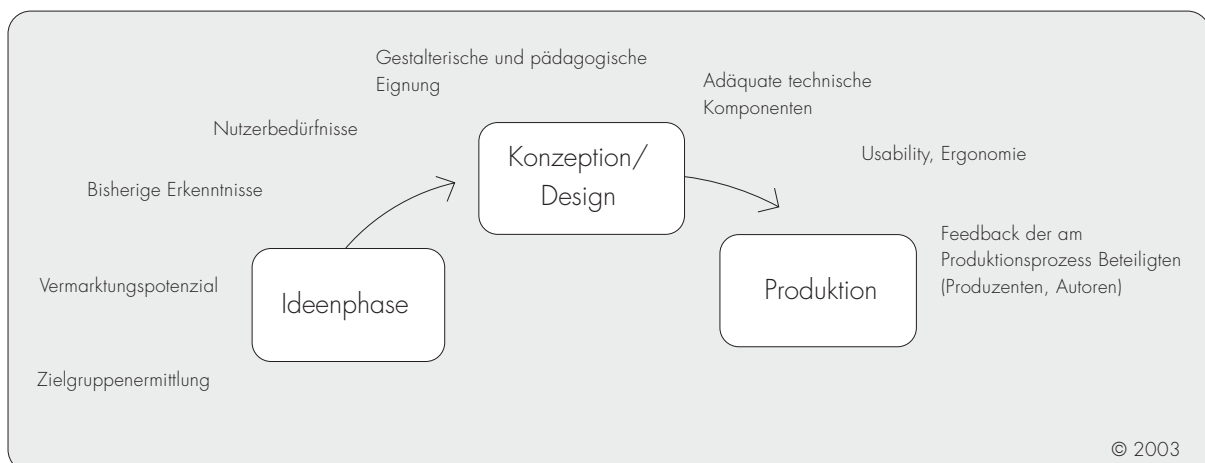 Gestalterische und pädagogische
Eignung
Adäquate technische
Komponenten
Nutzerbedürfnisse
Konzeption/
Design
Usability, Ergonomie
Bisherige Erkenntnisse
Feedback der am
Produktionsprozess Beteiligten
(Produzenten, Autoren)
Vermarktungspotenzial
Ideenphase
Produktion
Zielgruppenermittlung
© 2003